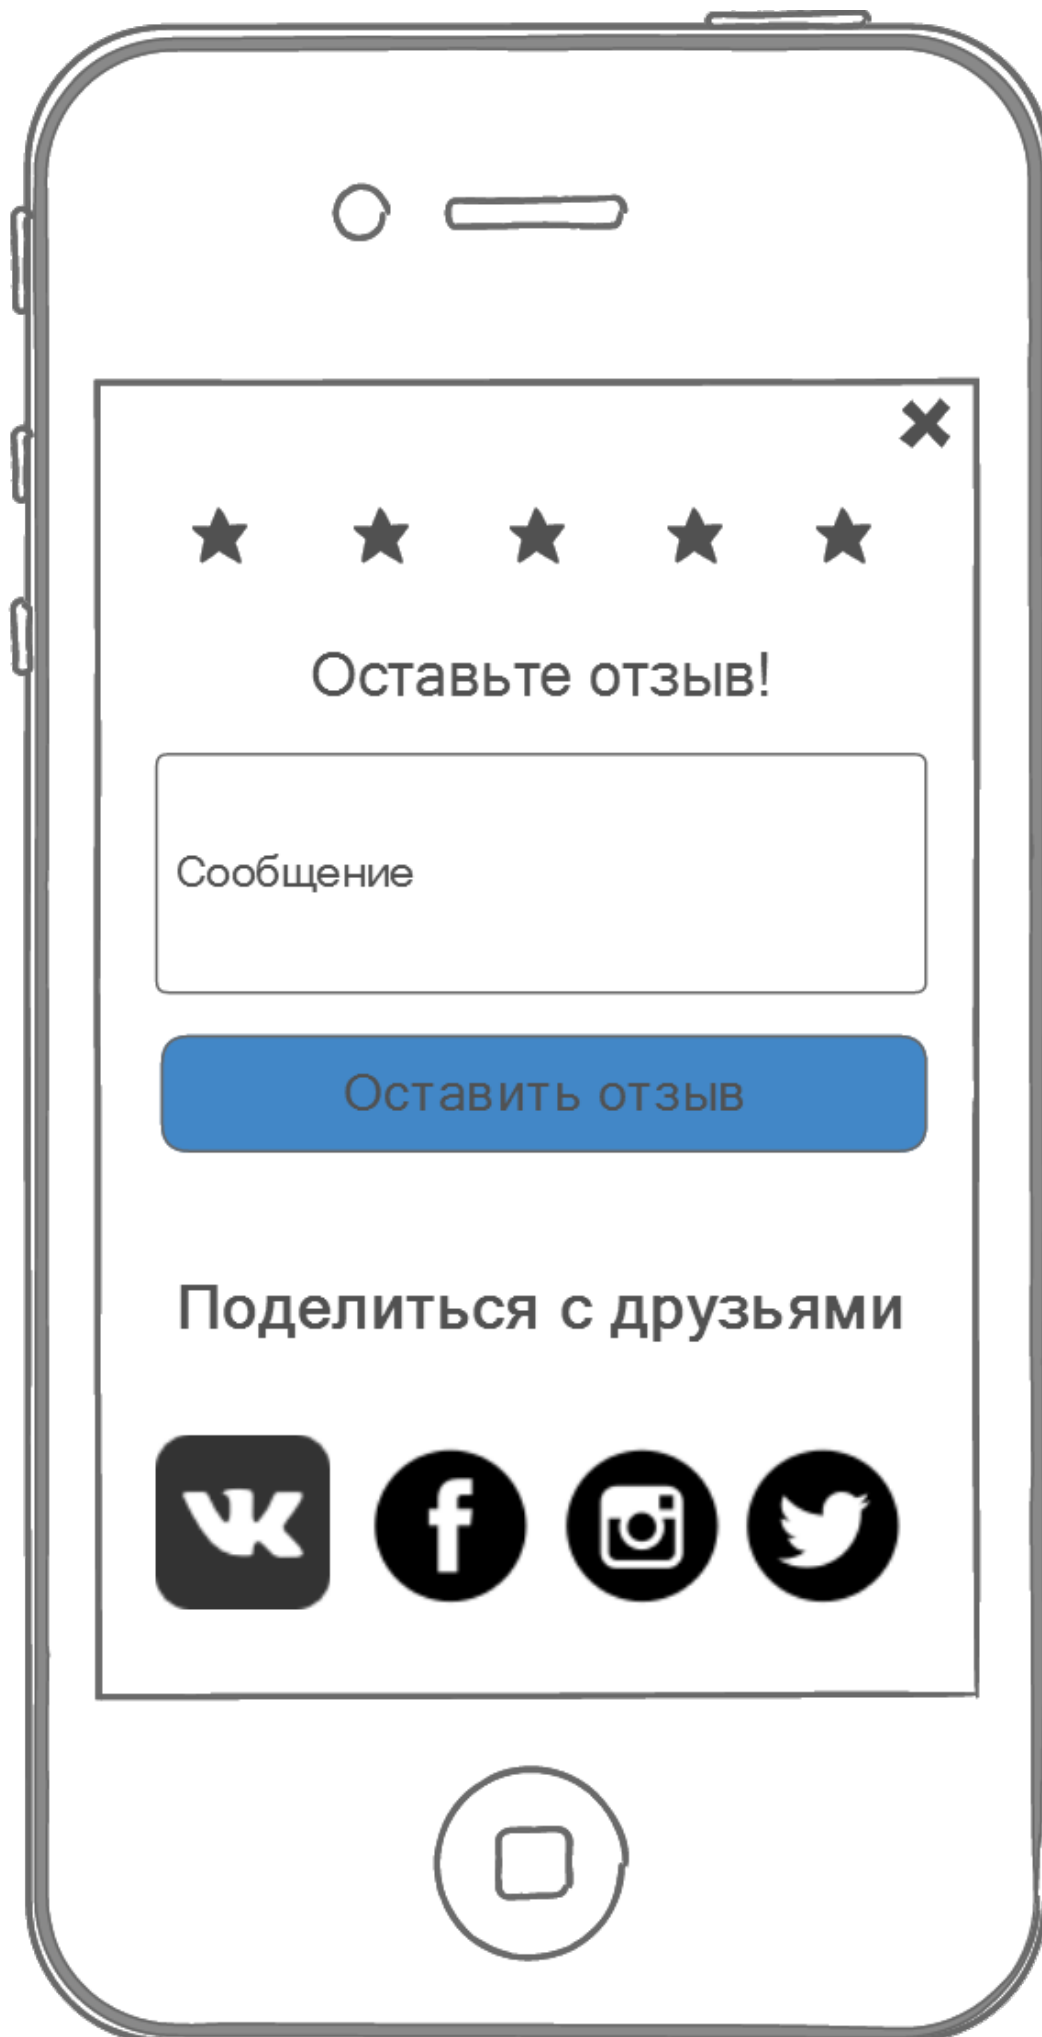 Оставьте отзыв!
Сообщение
Оставить отзыв
Поделиться с друзьями